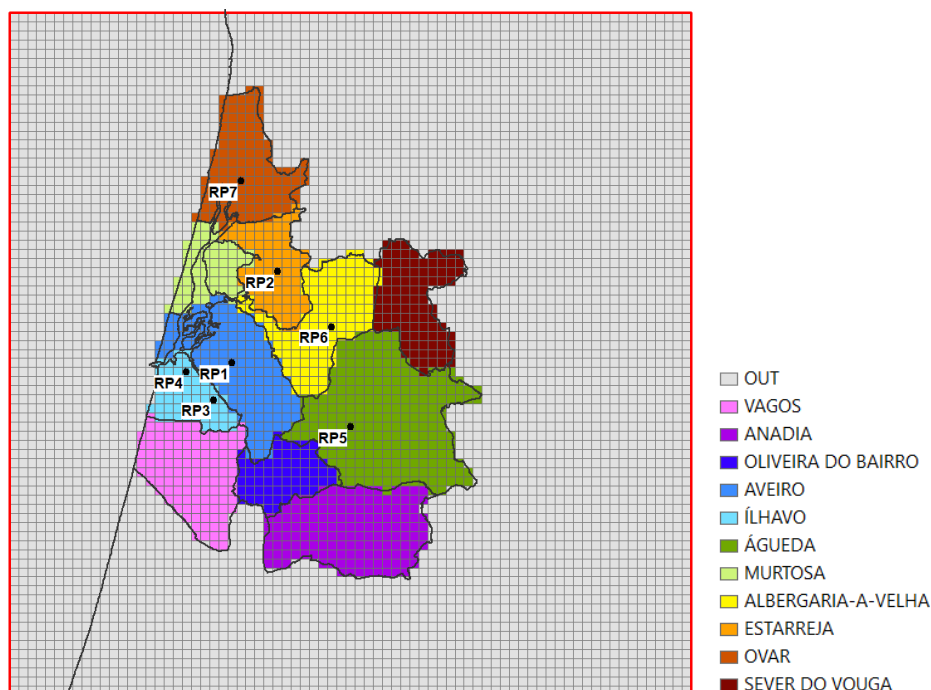 RP7
RP2
RP6
RP1
RP4
RP3
RP5
OUT
VAGOS
ANADIA
OLIVEIRA DO BAIRRO
AVEIRO
ÍLHAVO
ÁGUEDA
MURTOSA
ALBERGARIA-A-VELHA
ESTARREJA
OVAR
SEVER DO VOUGA